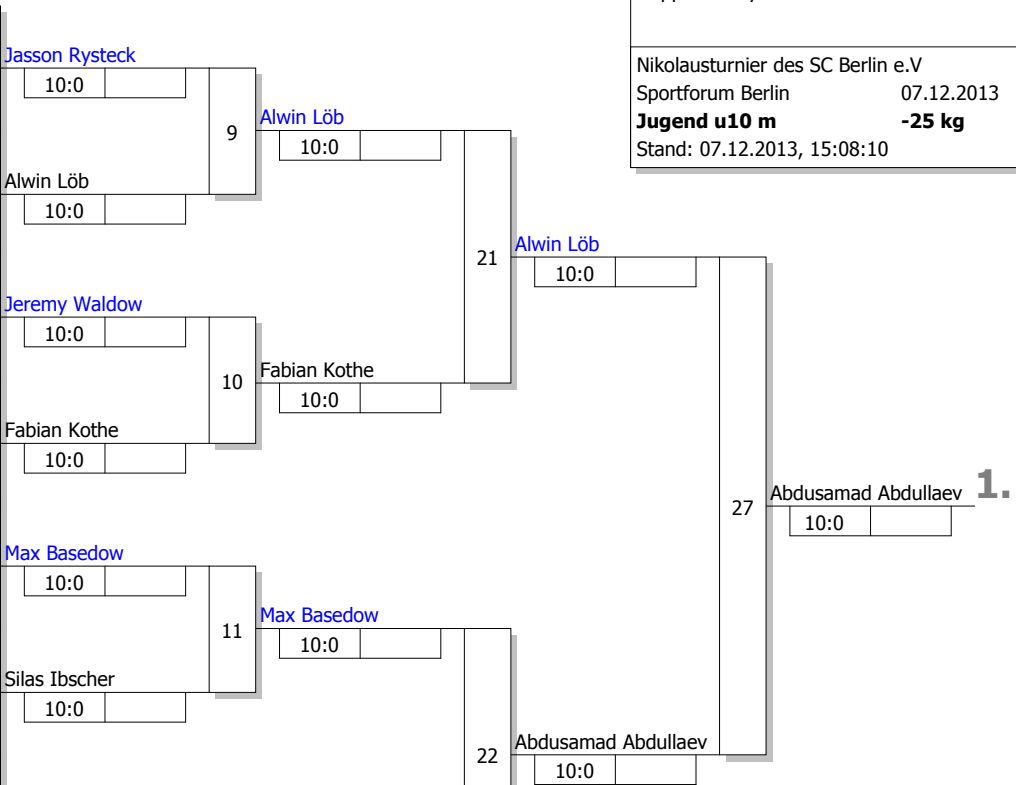 Nikolausturnier des SC Berlin e.V
Sportforum Berlin 07.12.2013
Jugend u10 m -25 kg
Stand: 07.12.2013, 15:08:10
Jasson Rysteck
10:0
9
Alwin Löb
10:0
Alwin Löb
10:0
21
Alwin Löb
10:0
Jeremy Waldow
10:0
10
Fabian Kothe
10:0
Fabian Kothe
10:0
27
Abdusamad Abdullaev 1.
10:0
Max Basedow
10:0
11
Max Basedow
10:0
Silas Ibscher
10:0
22
Abdusamad Abdullaev
10:0